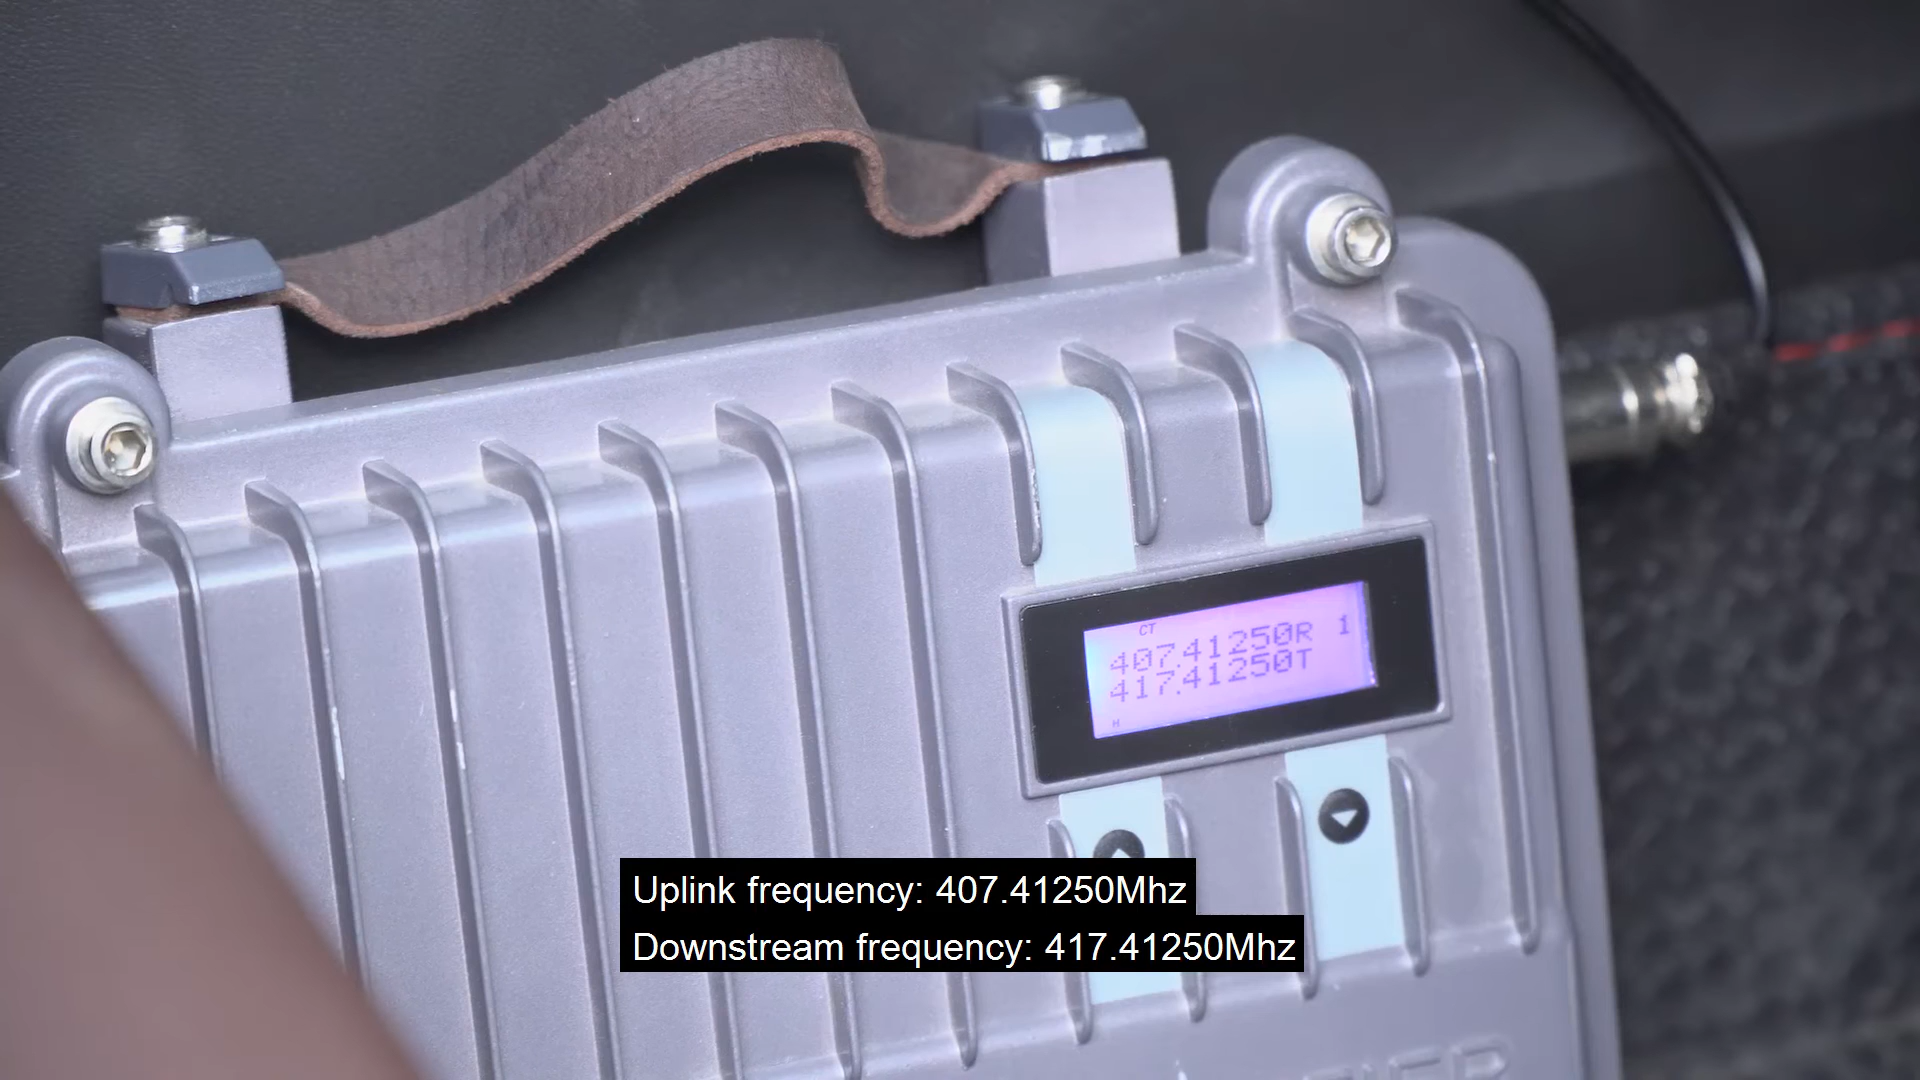 CT
407.41250R 1
417.41250T
H
Uplink frequency: 407.41250Mhz
Downstream frequency: 417.41250Mhz